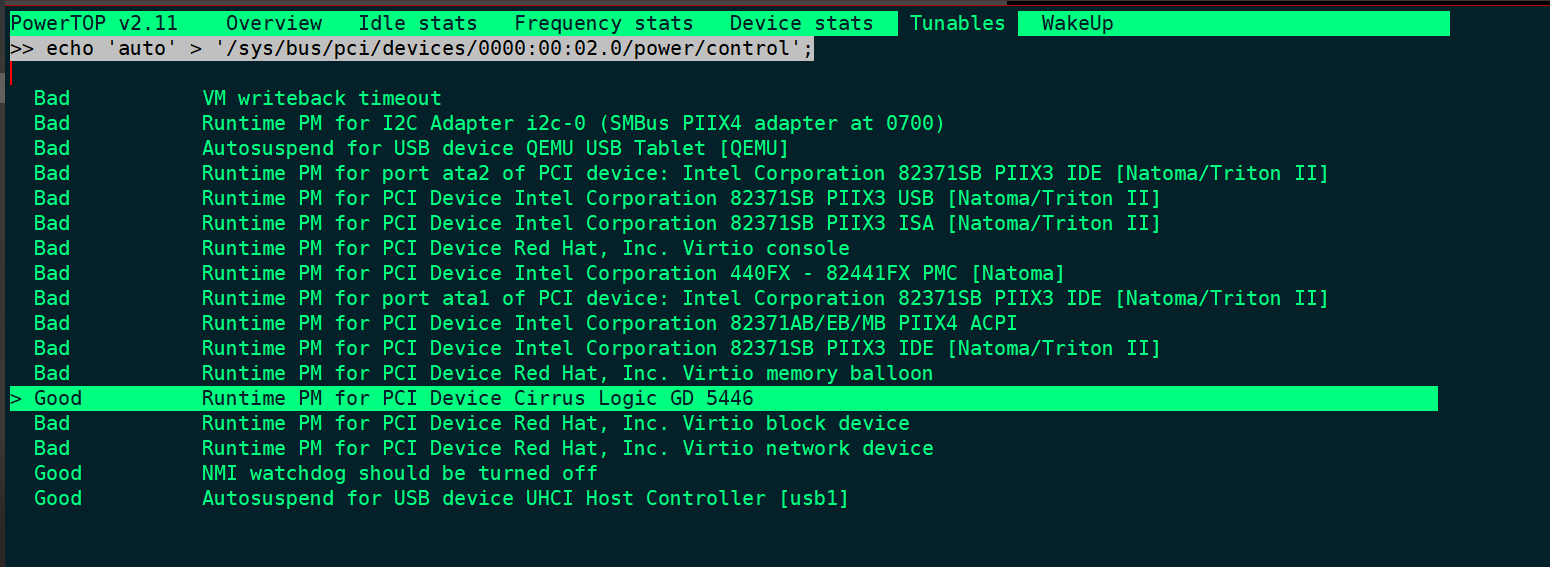 PowerTOP v2.11    Overview   Idle stats   Frequency stats   Device stats   Tunables   WakeUp
>> echo 'auto' > '/sys/bus/pci/devices/0000:00:02.0/power/control';
Bad           VM writeback timeout
Bad           Runtime PM for I2C Adapter i2c-0 (SMBus PIIX4 adapter at 0700)
Bad           Autosuspend for USB device QEMU USB Tablet [QEMU]
Bad           Runtime PM for port ata2 of PCI device: Intel Corporation 82371SB PIIX3 IDE [Natoma/Triton II]
Bad           Runtime PM for PCI Device Intel Corporation 82371SB PIIX3 USB [Natoma/Triton II]
Bad           Runtime PM for PCI Device Intel Corporation 82371SB PIIX3 ISA [Natoma/Triton II]
Bad           Runtime PM for PCI Device Red Hat, Inc. Virtio console
Bad           Runtime PM for PCI Device Intel Corporation 440FX - 82441FX PMC [Natoma]
Bad           Runtime PM for port ata1 of PCI device: Intel Corporation 82371SB PIIX3 IDE [Natoma/Triton II]
Bad           Runtime PM for PCI Device Intel Corporation 82371AB/EB/MB PIIX4 ACPI
Bad           Runtime PM for PCI Device Intel Corporation 82371SB PIIX3 IDE [Natoma/Triton II]
Bad           Runtime PM for PCI Device Red Hat, Inc. Virtio memory balloon
> Good          Runtime PM for PCI Device Cirrus Logic GD 5446
Bad           Runtime PM for PCI Device Red Hat, Inc. Virtio block device
Bad           Runtime PM for PCI Device Red Hat, Inc. Virtio network device
Good          NMI watchdog should be turned off
Good          Autosuspend for USB device UHCI Host Controller [usb1]